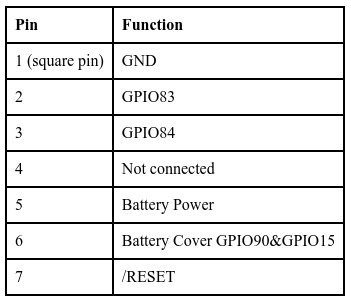 Pin Function
1 (square pin) GND
2 GPIO83
3 GPIO84
4 Not connected
5 Battery Power
6 Battery Cover GPIO90&GPIO15
7 /RESET